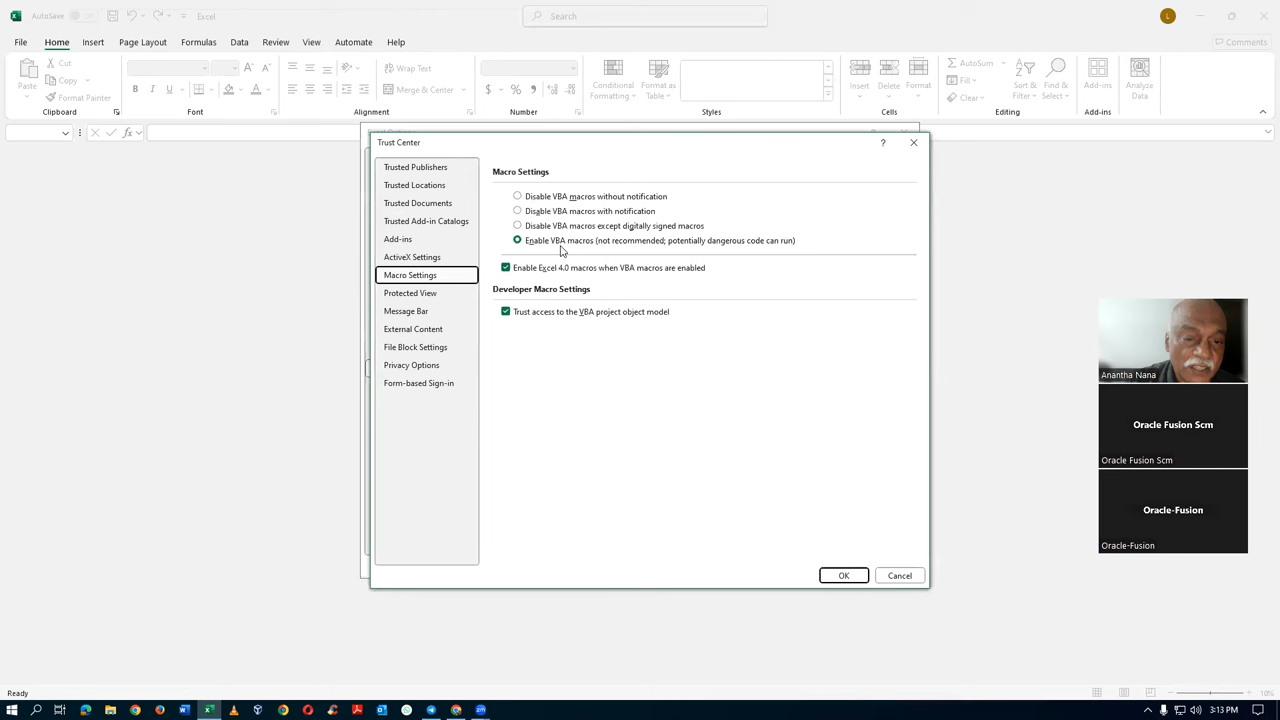 AutoSave Off Excel Search L
File Home Insert Page Layout Formulas Data Review View Automate Help Comments
Paste Cut Copy Format Painter
Wrap Text Merge & Center
Conditional Formatting Format as Table
Insert Delete Format
AutoSum Fill Clear
Sort & Filter Find & Select
Add-ins Analyze Data
Clipboard Font Alignment Number Styles Cells Editing Add-ins
Trust Center
Trusted Publishers
Trusted Locations
Trusted Documents
Trusted Add-in Catalogs
Add-ins
ActiveX Settings
Macro Settings
Protected View
Message Bar
External Content
File Block Settings
Privacy Options
Form-based Sign-in
Macro Settings
Disable VBA macros without notification
Disable VBA macros with notification
Disable VBA macros except digitally signed macros
Enable VBA macros (not recommended; potentially dangerous code can run)
Enable Excel 4.0 macros when VBA macros are enabled
Developer Macro Settings
Trust access to the VBA project object model
OK Cancel
Anantha Nana
Oracle Fusion Scm
Oracle Fusion Scm
Oracle-Fusion
Oracle-Fusion
Ready 10%
3:13 PM